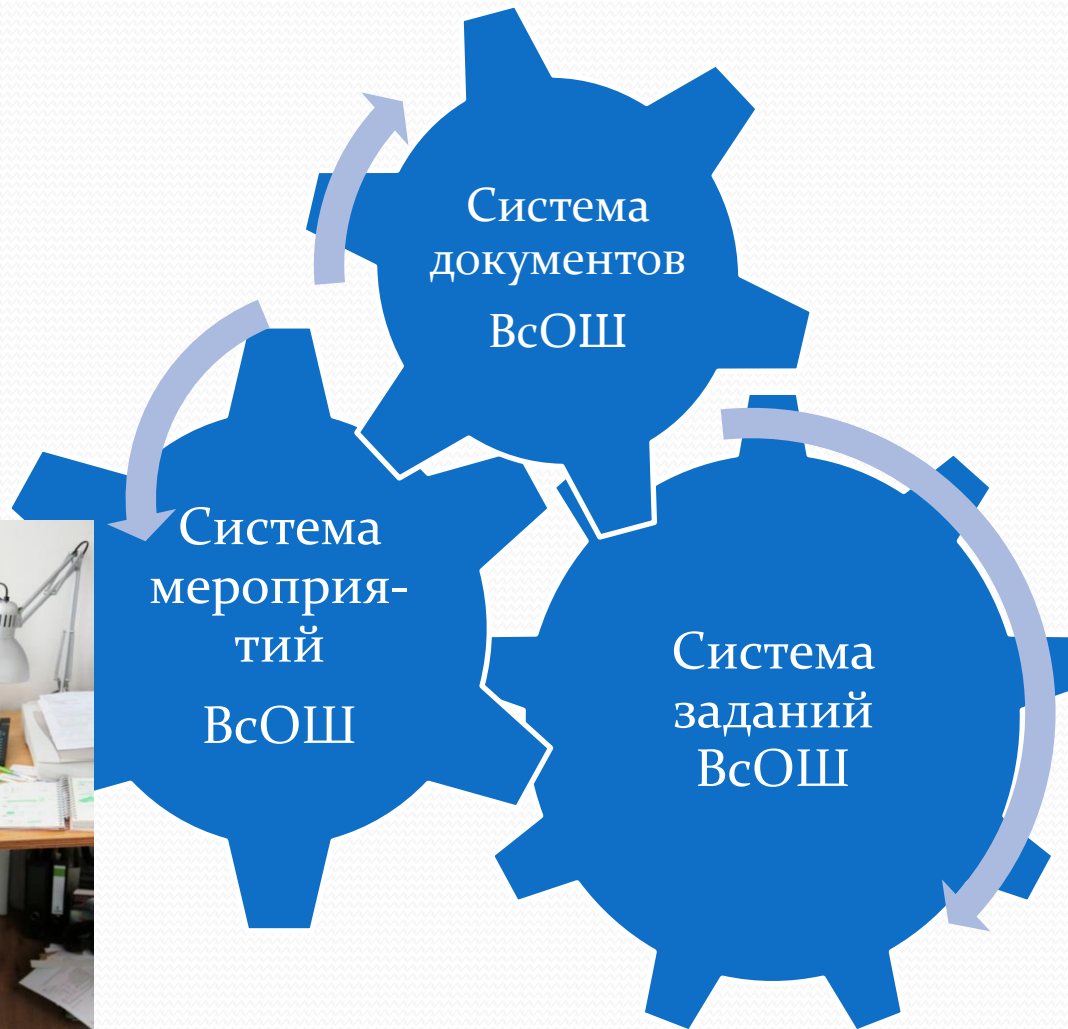 Система
документов
ВсОШ
Система
мероприя-
тий
ВсОШ
Система
заданий
ВсОШ